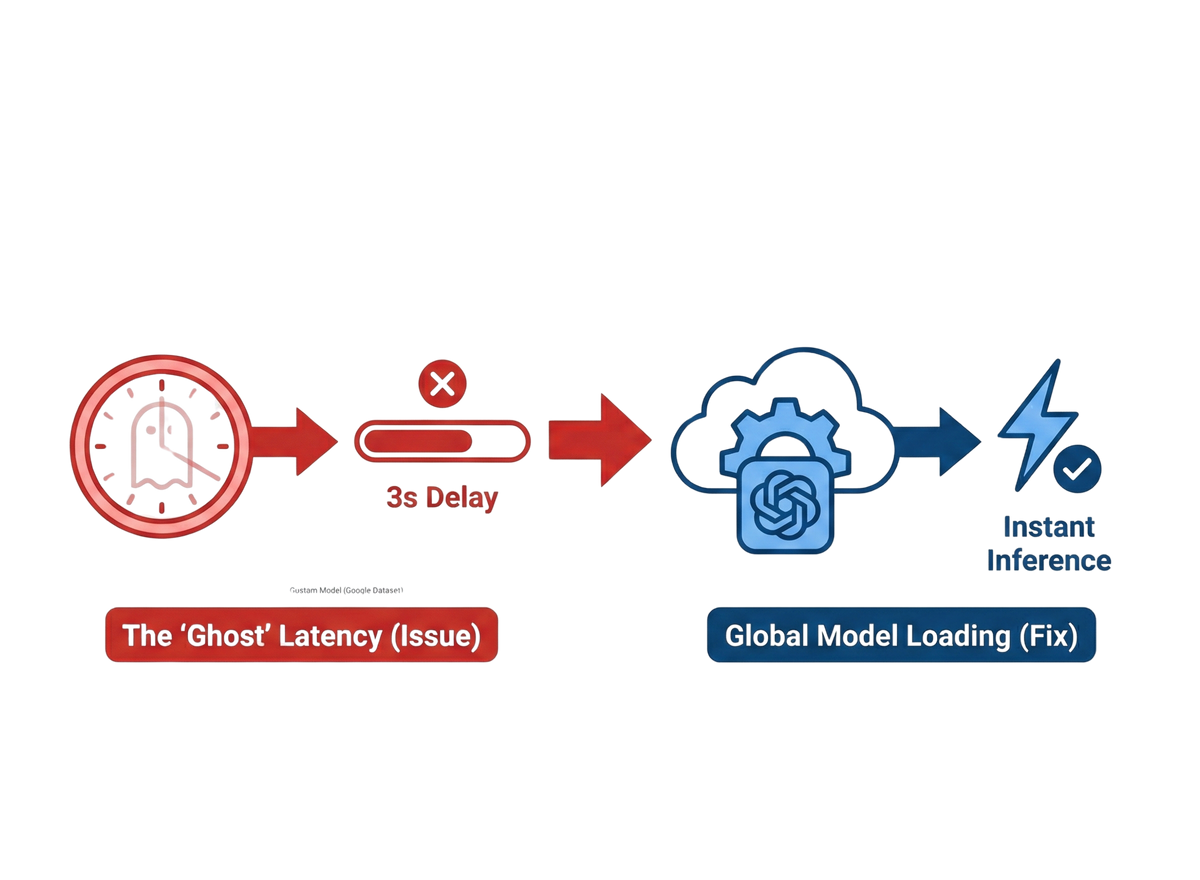 3s Delay
Instant
Inference
Gustam Model (Google Dataset)
The ‘Ghost’ Latency (Issue)
Global Model Loading (Fix)